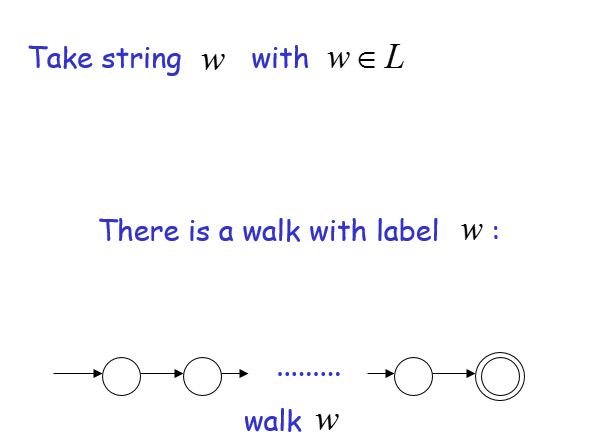 Take string w with w ∈ L
There is a walk with label w :
.........
walk w